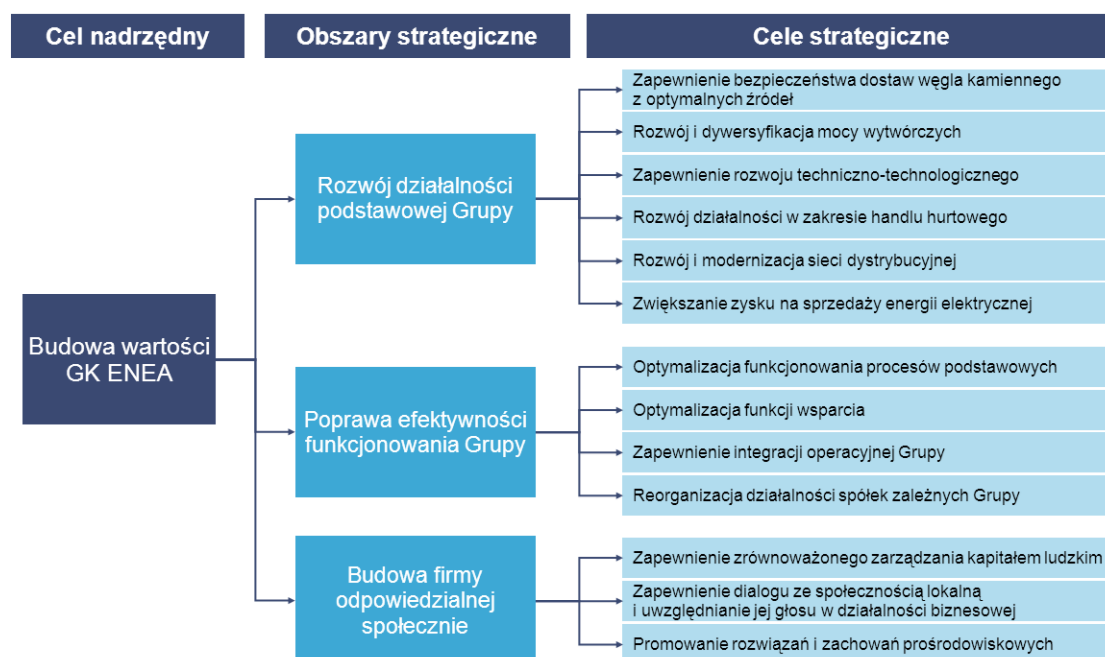 Cel nadrzędny
Obszary strategiczne
Cele strategiczne
Budowa wartości
GK ENEA
Rozwój działalności
podstawowej Grupy
Zapewnienie bezpieczeństwa dostaw węgla kamiennego
z optymalnych źródeł
Rozwój i dywersyfikacja mocy wytwórczych
Zapewnienie rozwoju techniczno-technologicznego
Rozwój działalności w zakresie handlu hurtowego
Rozwój i modernizacja sieci dystrybucyjnej
Zwiększanie zysku na sprzedaży energii elektrycznej
Poprawa efektywności
funkcjonowania Grupy
Optymalizacja funkcjonowania procesów podstawowych
Optymalizacja funkcji wsparcia
Zapewnienie integracji operacyjnej Grupy
Reorganizacja działalności spółek zależnych Grupy
Budowa firmy
odpowiedzialnej
społecznie
Zapewnienie zrównoważonego zarządzania kapitałem ludzkim
Zapewnienie dialogu ze społecznością lokalną
i uwzględnianie jej głosu w działalności biznesowej
Promowanie rozwiązań i zachowań prośrodowiskowych